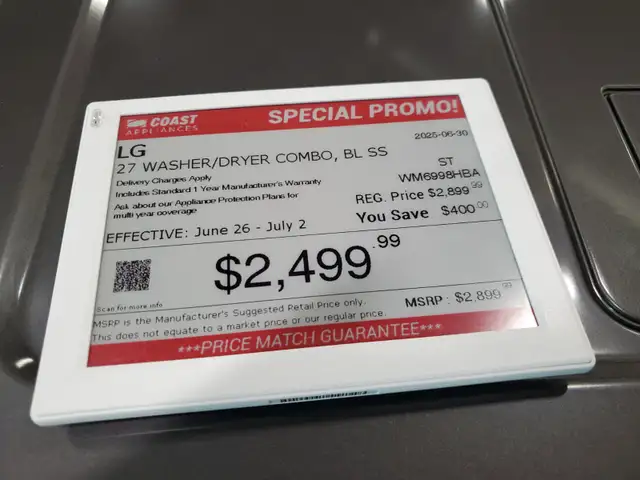 COAST
APPLIANCES
SPECIAL PROMO!
2025-06-30
LG
27 WASHER/DRYER COMBO, BL SS
ST
Delivery Charges Apply
WM6998HBA
Includes Standard 1 Year Manufacturer's Warranty
REG. Price $2,899.99
Ask about our Appliance Protection Plans for
multi year coverage
You Save $400.00
EFFECTIVE: June 26 - July 2
$2,499.99
Scan for more info
MSRP : $2,899.99
MSRP is the Manufacturer's Suggested Retail Price only.
This does not equate to a market price or our regular price.
***PRICE MATCH GUARANTEE***